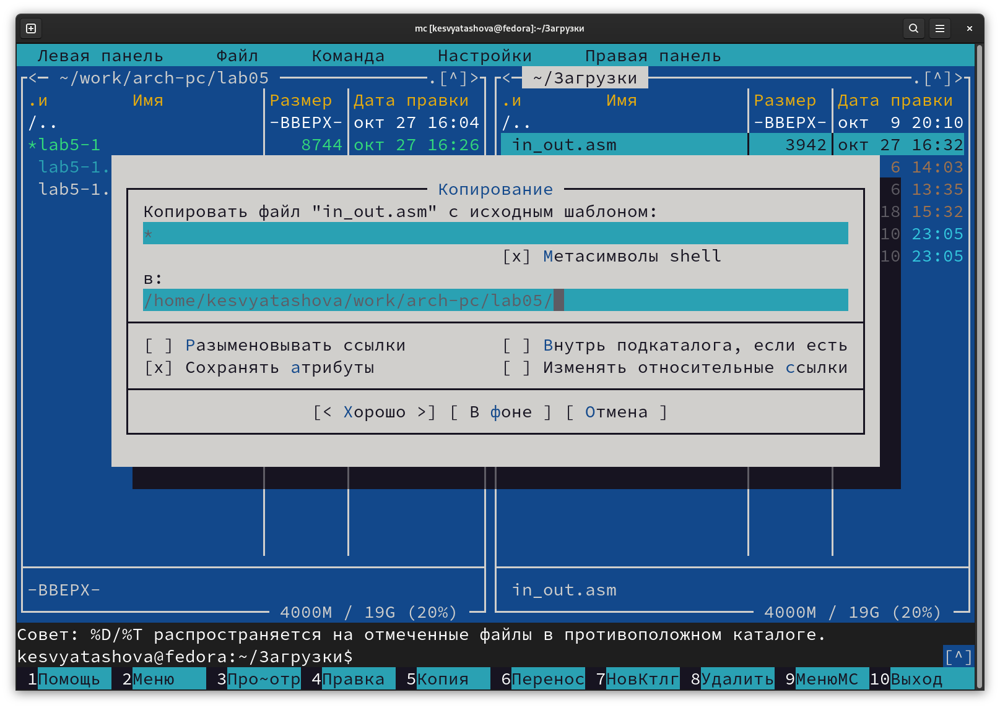 mc [kesvyatashova@fedora]:~/Загрузки
Левая панель Файл Команда Настройки Правая панель
<─ ~/work/arch-pc/lab05 .[^]> <─ ~/Загрузки .[^]>
.и Имя Размер Дата правки .и Имя Размер Дата правки
/.. -ВВЕРХ- окт 27 16:04 /.. -ВВЕРХ- окт 9 20:10
*lab5-1 8744 окт 27 16:26 in_out.asm 3942 окт 27 16:32
lab5-1. 6 14:03
lab5-1. 6 13:35
18 15:32
10 23:05
10 23:05
Копирование
Копировать файл "in_out.asm" с исходным шаблоном:
*
[x] Метасимволы shell
в:
/home/kesvyatashova/work/arch-pc/lab05/
[ ] Разыменовывать ссылки [ ] Внутрь подкаталога, если есть
[x] Сохранять атрибуты [ ] Изменять относительные ссылки
[< Хорошо >] [ В фоне ] [ Отмена ]
-ВВЕРХ- in_out.asm
4000M / 19G (20%) 4000M / 19G (20%)
Совет: %D/%T распространяется на отмеченные файлы в противоположном каталоге.
kesvyatashova@fedora:~/Загрузки$ [^]
1Помощь 2Меню 3Про~отр 4Правка 5Копия 6Перенос 7НовКтлг 8Удалить 9МенюМС 10Выход